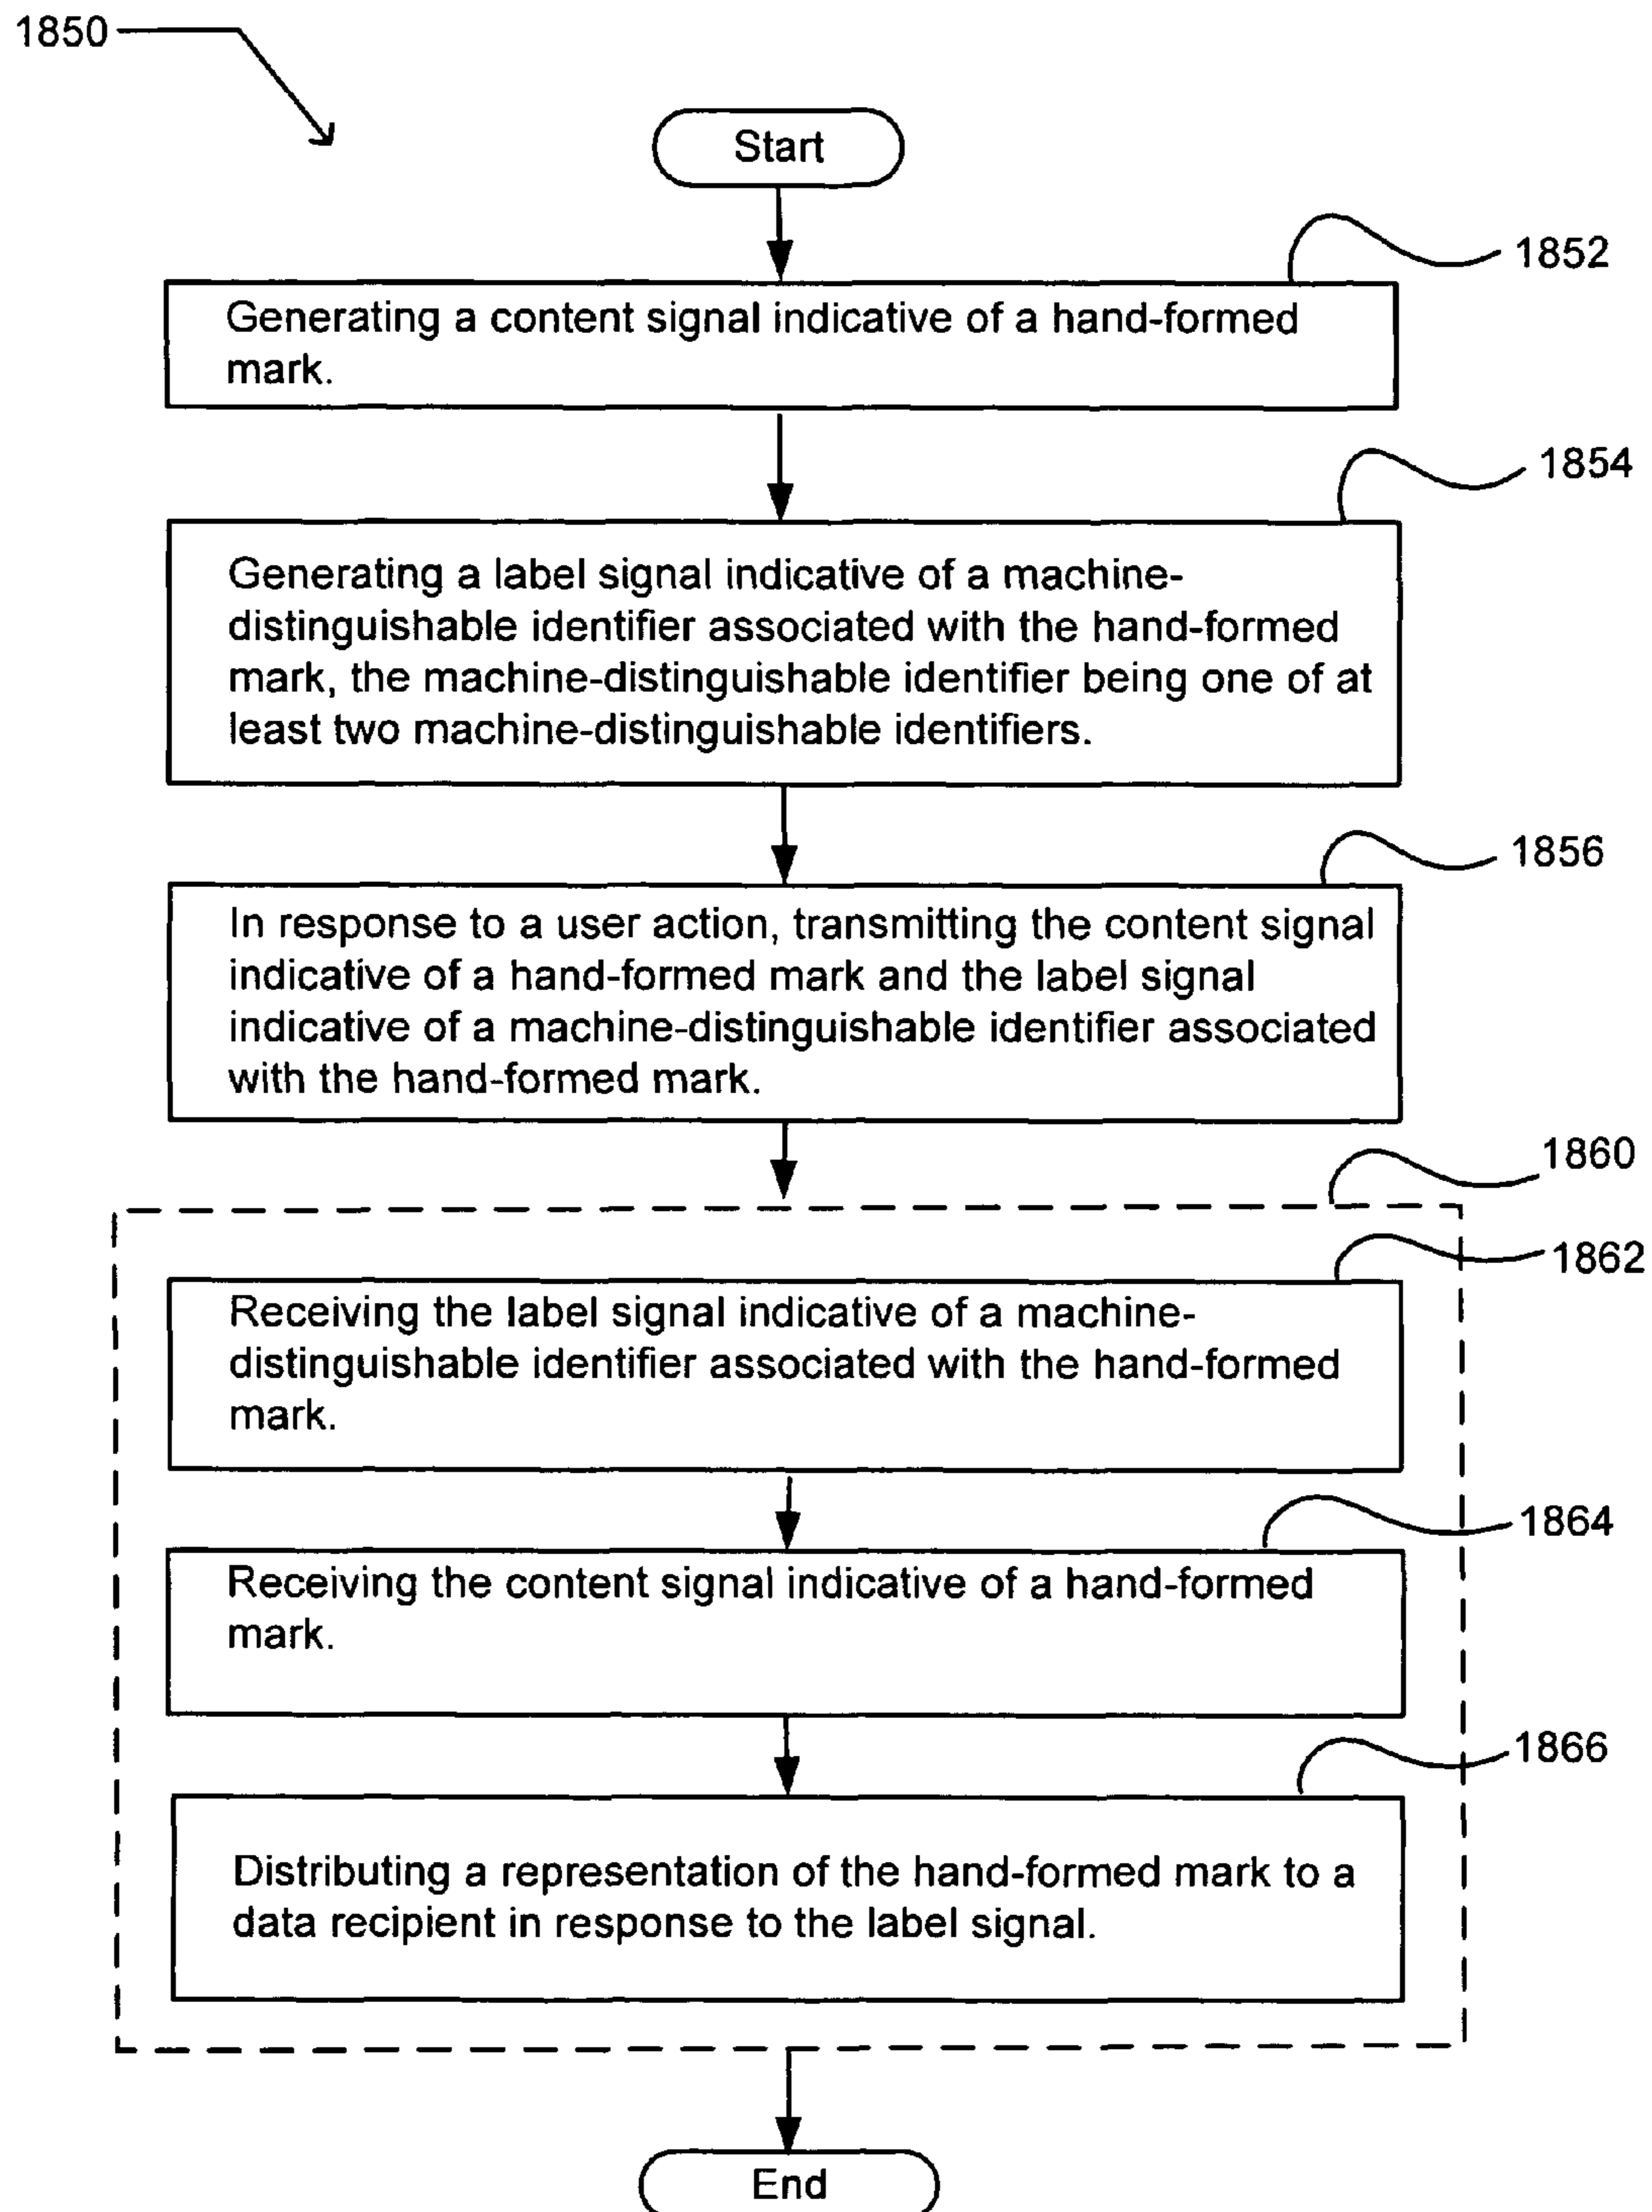 1850
Start
1852
Generating a content signal indicative of a hand-formed
mark.
1854
Generating a label signal indicative of a machine-
distinguishable identifier associated with the hand-formed
mark, the machine-distinguishable identifier being one of at
least two machine-distinguishable identifiers.
1856
In response to a user action, transmitting the content signal
indicative of a hand-formed mark and the label signal
indicative of a machine-distinguishable identifier associated
with the hand-formed mark.
1860
1862
Receiving the label signal indicative of a machine-
distinguishable identifier associated with the hand-formed
mark.
1864
Receiving the content signal indicative of a hand-formed
mark.
1866
Distributing a representation of the hand-formed mark to a
data recipient in response to the label signal.
End